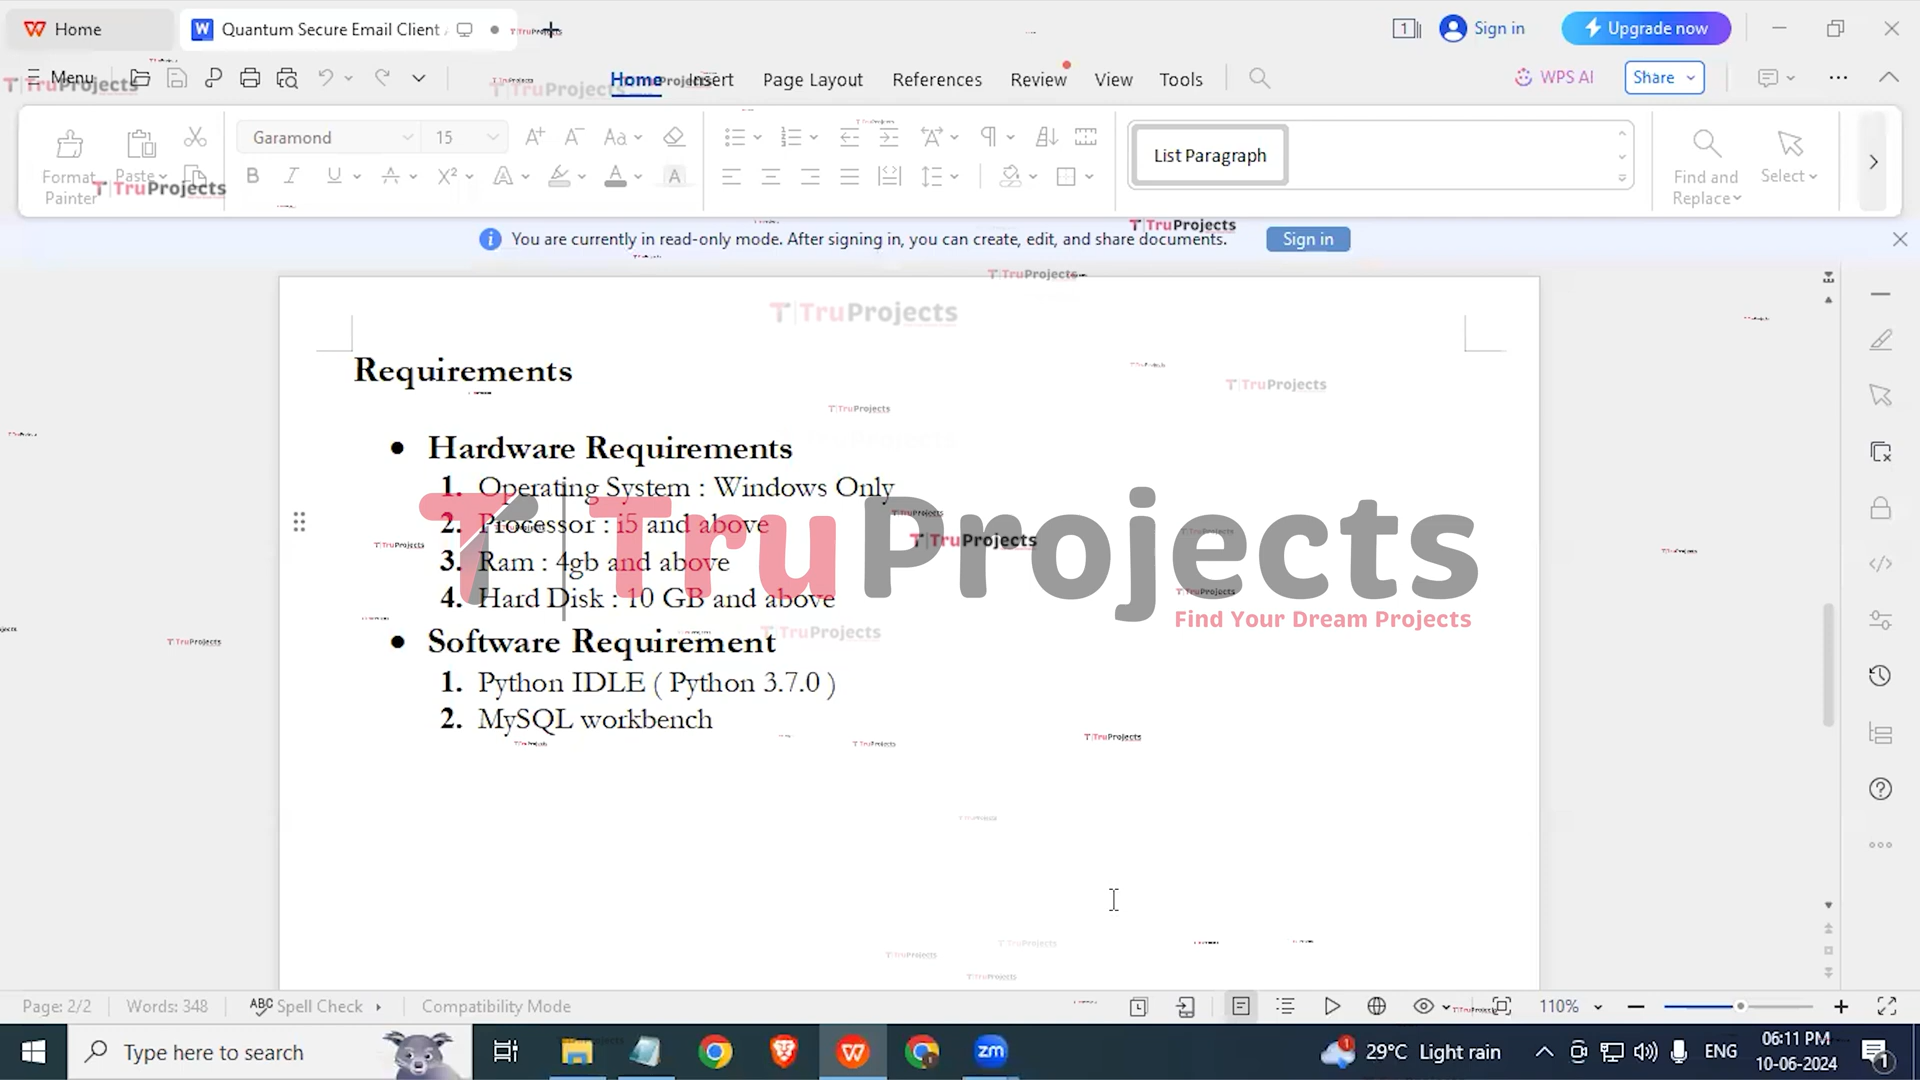 Home
Quantum Secure Email Client
Sign in
Upgrade now
Menu
Home
Insert
Page Layout
References
Review
View
Tools
WPS AI
Share
Garamond
15
Format
Painter
Paste
List Paragraph
Find and
Replace
Select
You are currently in read-only mode. After signing in, you can create, edit, and share documents.
Sign in
Requirements
• Hardware Requirements
1. Operating System : Windows Only
2. Processor : i5 and above
3. Ram : 4gb and above
4. Hard Disk : 10 GB and above
• Software Requirement
1. Python IDLE ( Python 3.7.0 )
2. MySQL workbench
TruProjects
Find Your Dream Projects
Page: 2/2
Words: 348
Spell Check
Compatibility Mode
110%
Type here to search
29°C Light rain
ENG
06:11 PM
10-06-2024